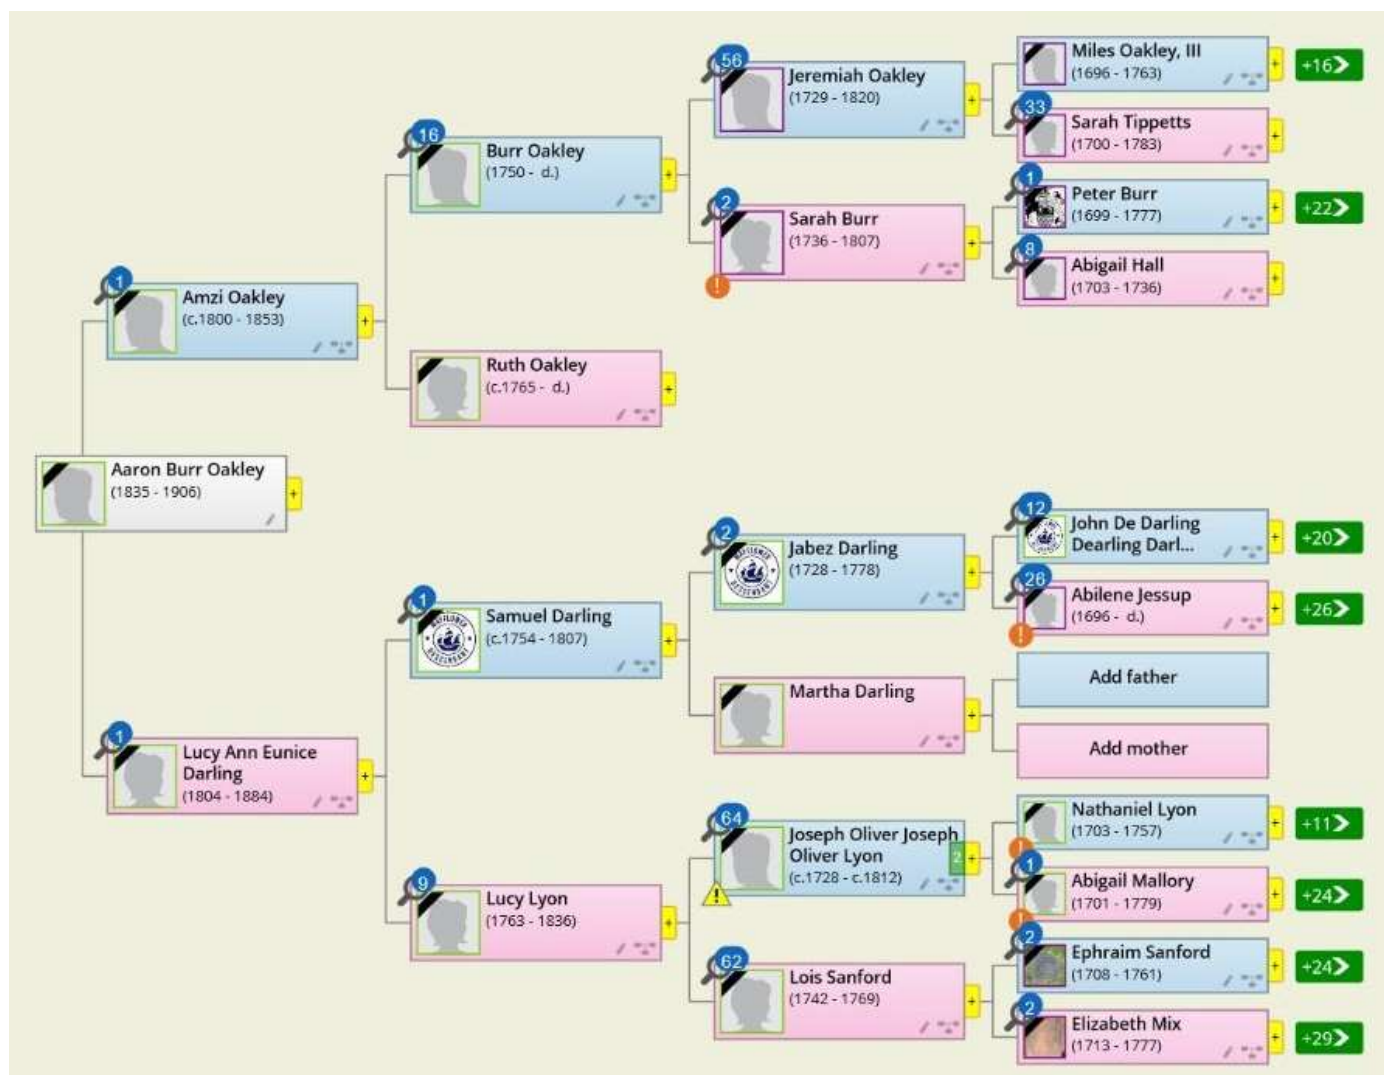 56
Jeremiah Oakley
(1729 - 1820)
+
Miles Oakley, III
(1696 - 1763)
+
+16
33
Sarah Tippetts
(1700 - 1783)
+
16
Burr Oakley
(1750 - d.)
+
2
Sarah Burr
(1736 - 1807)
+
!
1
Peter Burr
(1699 - 1777)
+
+22
8
Abigail Hall
(1703 - 1736)
+
1
Amzi Oakley
(c.1800 - 1853)
+
Ruth Oakley
(c.1765 - d.)
+
Aaron Burr Oakley
(1835 - 1906)
+
2
Jabez Darling
(1728 - 1778)
+
MAYFLOWER
DESCENDANT
12
John De Darling
Dearling Darl...
+
+20
26
Abilene Jessup
(1696 - d.)
+
+26
!
1
Samuel Darling
(c.1754 - 1807)
+
MAYFLOWER
DESCENDANT
Martha Darling
+
Add father
Add mother
1
Lucy Ann Eunice
Darling
(1804 - 1884)
+
64
Joseph Oliver Joseph
Oliver Lyon
(c.1728 - c.1812)
2
+
!
Nathaniel Lyon
(1703 - 1757)
+
+11
!
1
Abigail Mallory
(1701 - 1779)
+
+24
!
9
Lucy Lyon
(1763 - 1836)
+
62
Lois Sanford
(1742 - 1769)
+
2
Ephraim Sanford
(1708 - 1761)
+
+24
2
Elizabeth Mix
(1713 - 1777)
+
+29